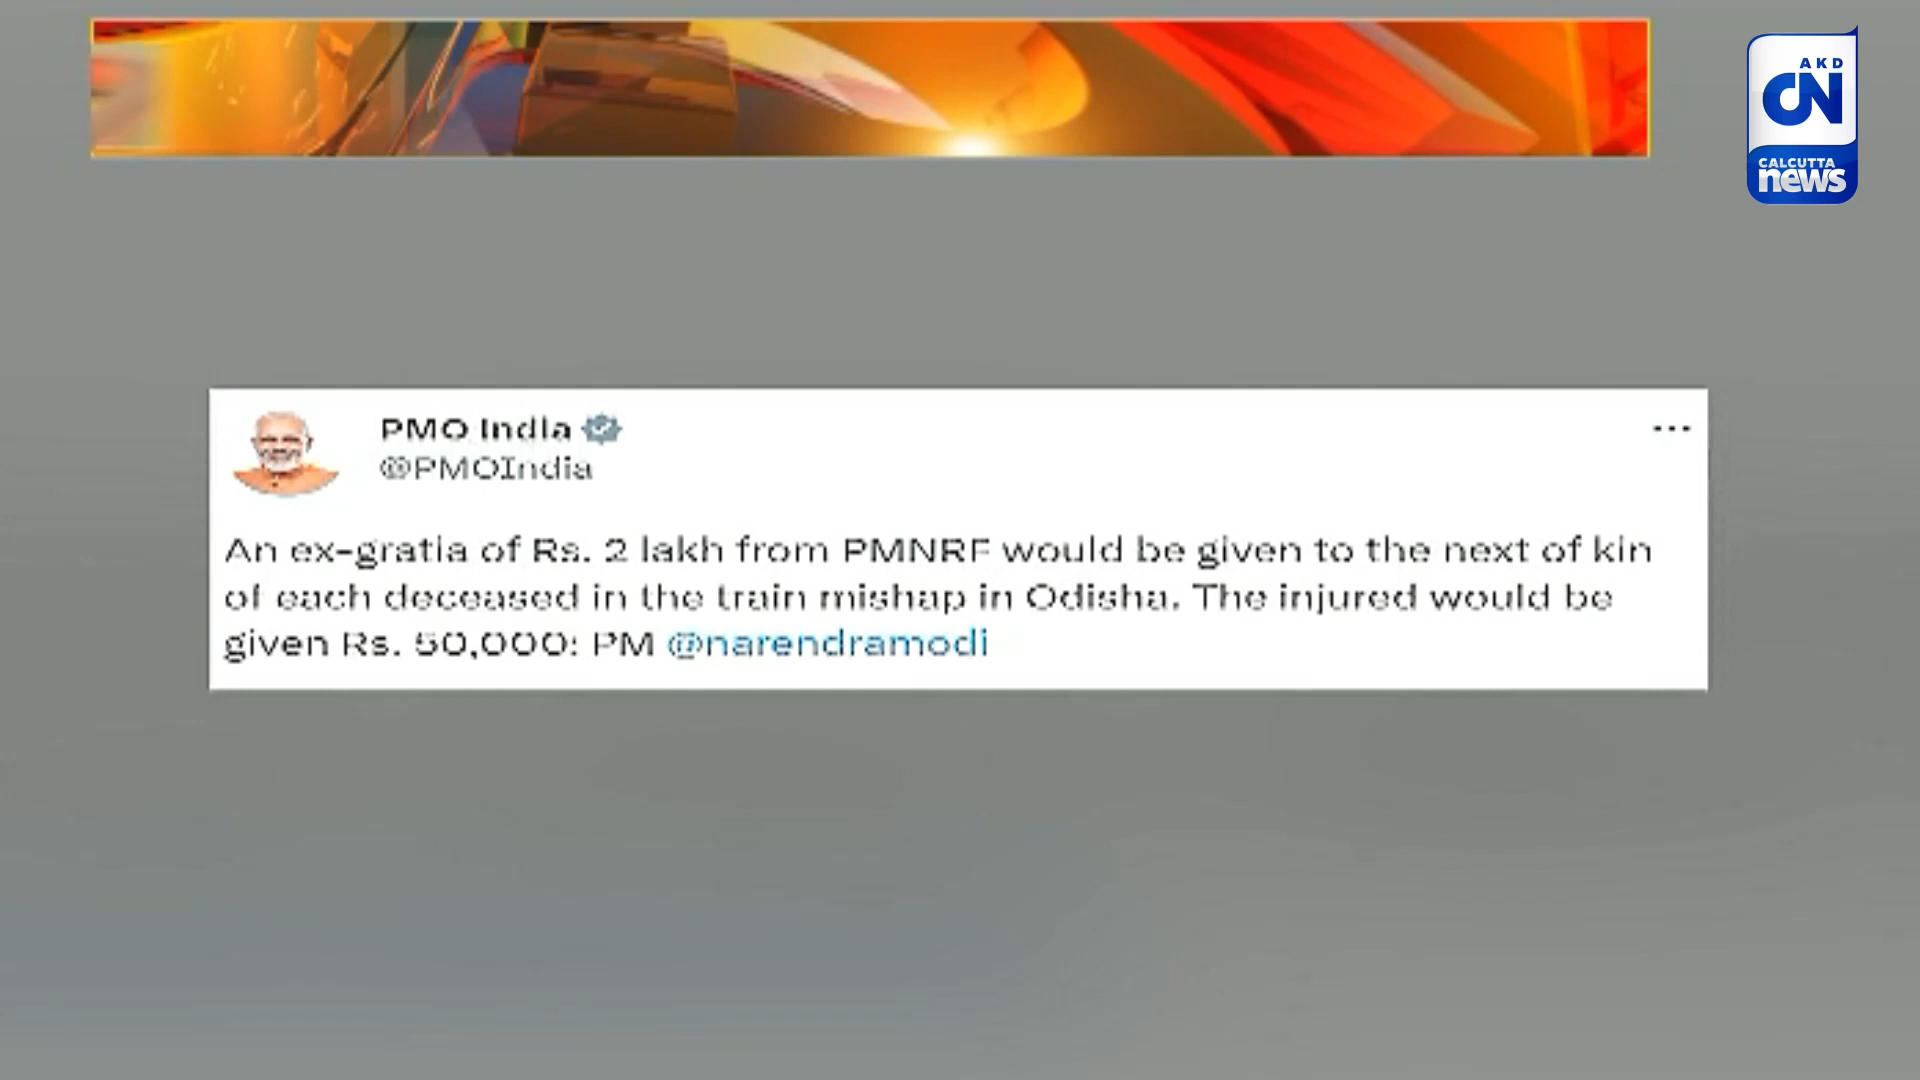 AKD
CN
CALCUTTA
news
PMO India
@PMOIndia
An ex-gratia of Rs. 2 lakh from PMNRF would be given to the next of kin
of each deceased in the train mishap in Odisha. The injured would be
given Rs. 50,000: PM @narendramodi